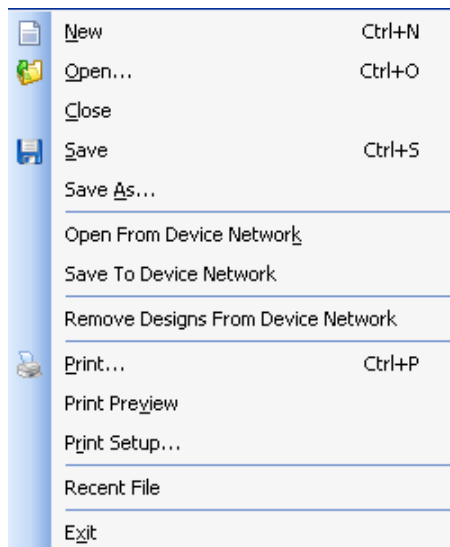 New Ctrl+N
Open... Ctrl+O
Close
Save Ctrl+S
Save As...
Open From Device Network
Save To Device Network
Remove Designs From Device Network
Print... Ctrl+P
Print Preview
Print Setup...
Recent File
Exit